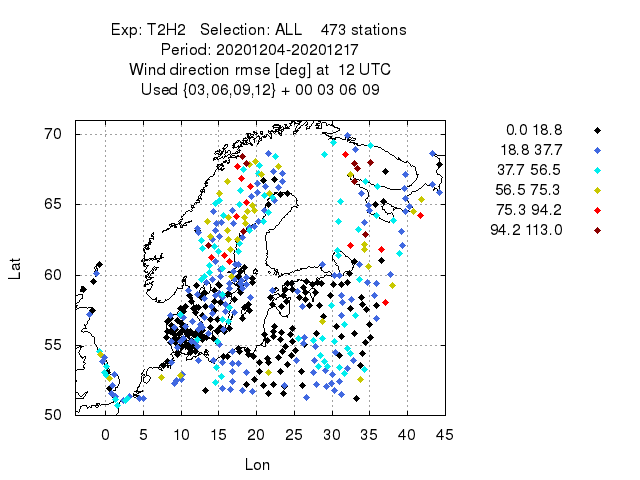 Exp: T2H2 Selection: ALL 473 stations
Period: 20201204-20201217
Wind direction rmse [deg] at 12 UTC
Used {03,06,09,12} + 00 03 06 09
0.0 18.8
18.8 37.7
37.7 56.5
56.5 75.3
75.3 94.2
94.2 113.0
Lat
70
65
60
55
50
0 5 10 15 20 25 30 35 40 45
Lon